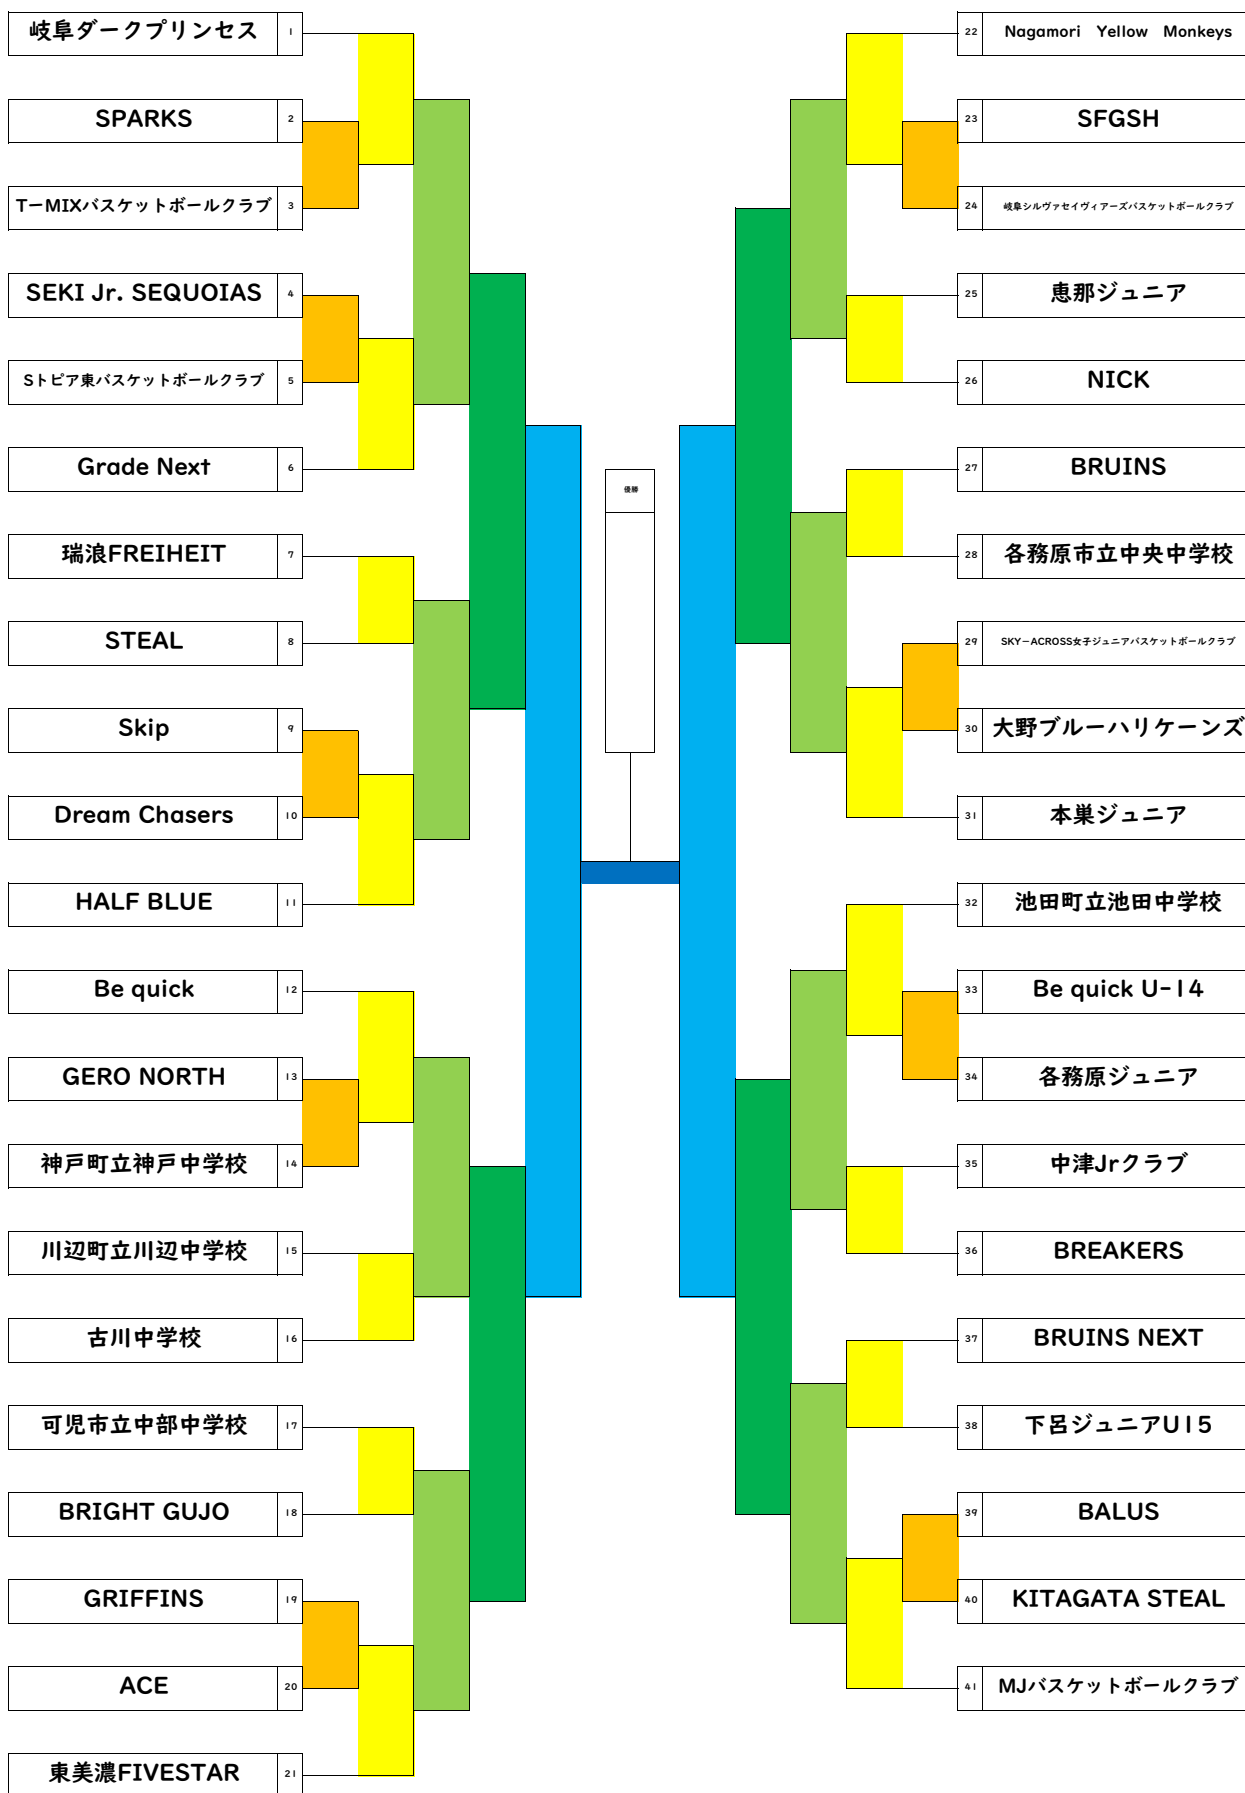 岐阜ダークプリンセス 1
SPARKS 2
TーMIXバスケットボールクラブ 3
SEKI Jr. SEQUOIAS 4
Sトピア東バスケットボールクラブ 5
Grade Next 6
瑞浪FREIHEIT 7
STEAL 8
Skip 9
Dream Chasers 10
HALF BLUE 11
Be quick 12
GERO NORTH 13
神戸町立神戸中学校 14
川辺町立川辺中学校 15
古川中学校 16
可児市立中部中学校 17
BRIGHT GUJO 18
GRIFFINS 19
ACE 20
東美濃FIVESTAR 21
優勝
22 Nagamori　Yellow　Monkeys
23 SFGSH
24 岐阜シルヴァセイヴィアーズバスケットボールクラブ
25 恵那ジュニア
26 NICK
27 BRUINS
28 各務原市立中央中学校
29 SKY－ACROSS女子ジュニアバスケットボールクラブ
30 大野ブルーハリケーンズ
31 本巣ジュニア
32 池田町立池田中学校
33 Be quick U-14
34 各務原ジュニア
35 中津Jrクラブ
36 BREAKERS
37 BRUINS NEXT
38 下呂ジュニアU15
39 BALUS
40 KITAGATA STEAL
41 MJバスケットボールクラブ